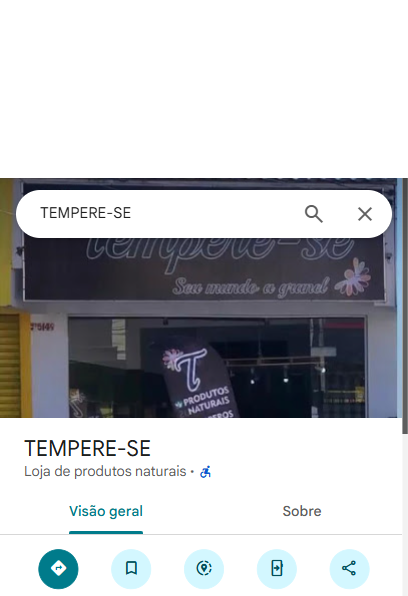 TEMPERE-SE
tempere-se
Seu mundo a granel
T
PRODUTOS
NATURAIS
TEMPERE-SE
Loja de produtos naturais •
Visão geral
Sobre